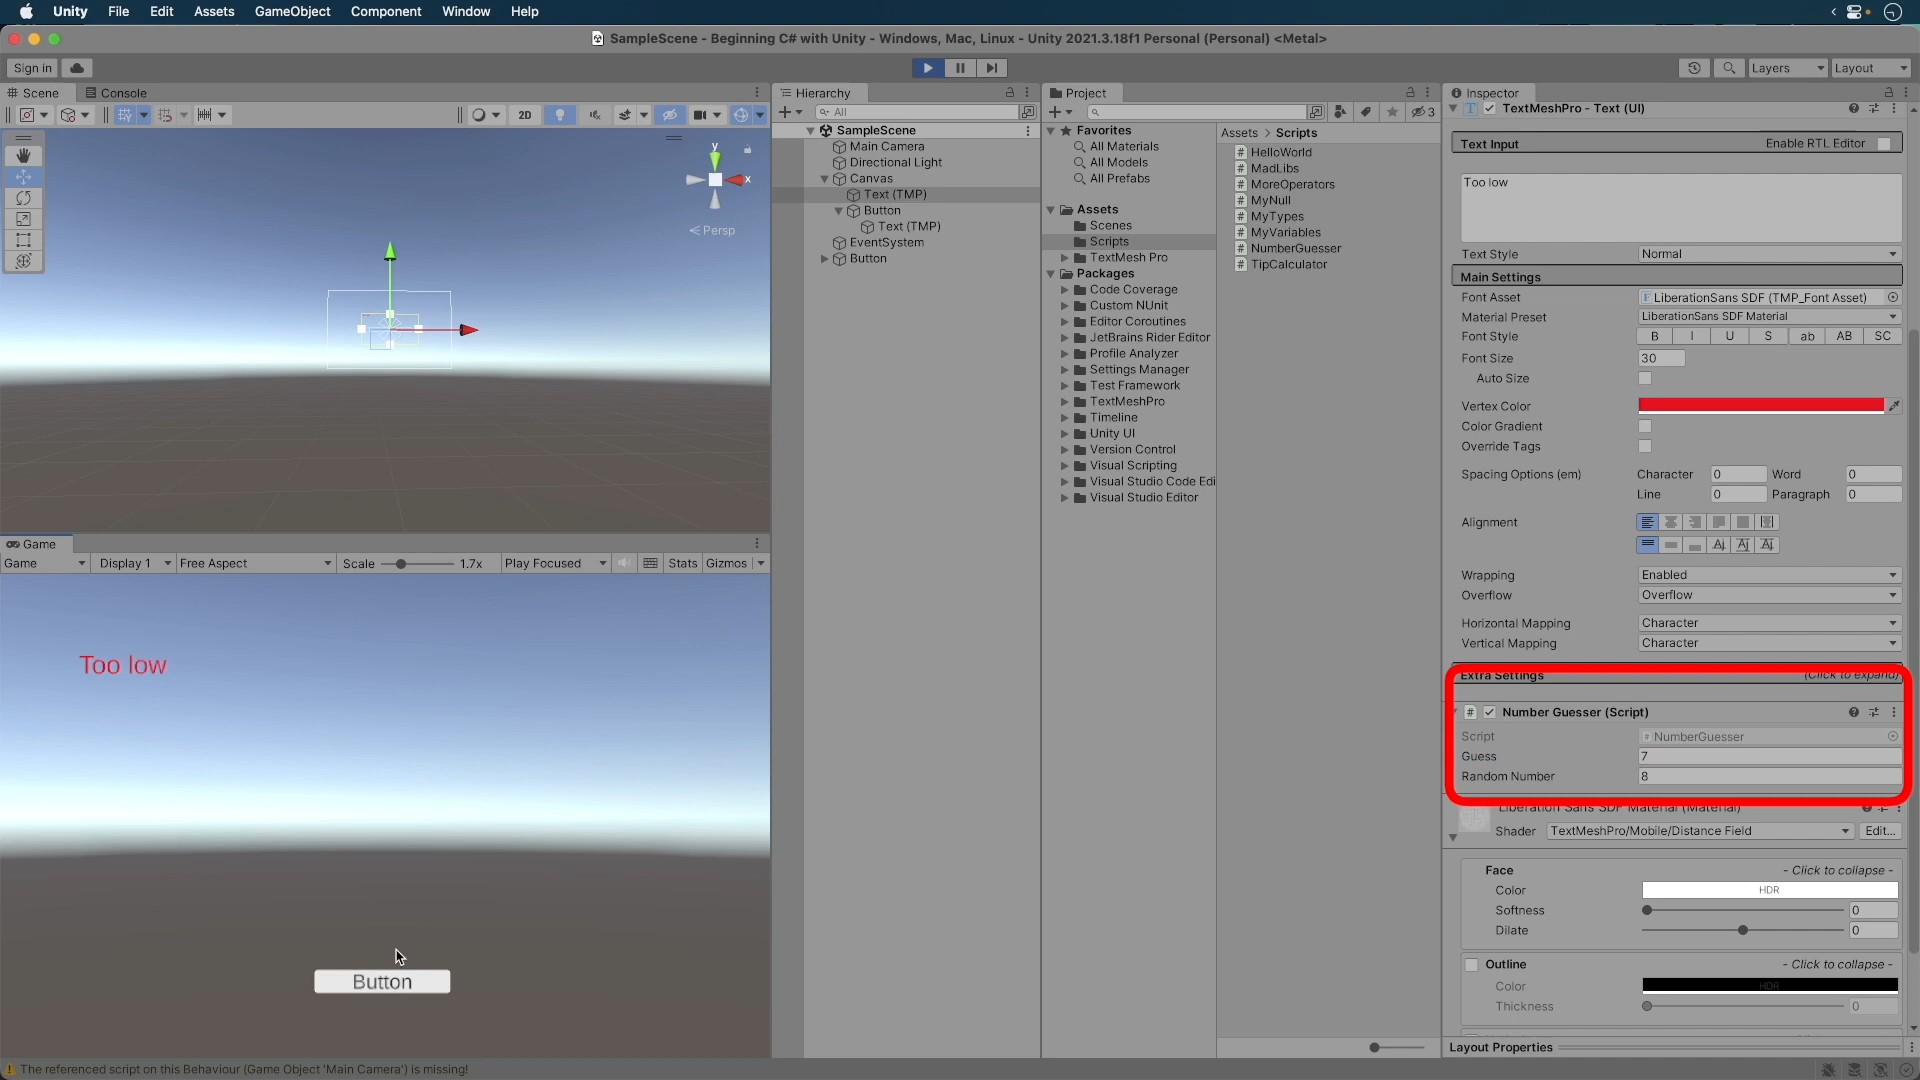 Unity File Edit Assets GameObject Component Window Help
SampleScene - Beginning C# with Unity - Windows, Mac, Linux - Unity 2021.3.18f1 Personal (Personal) <Metal>
Sign in
Layers
Layout
Scene
Console
2D
y
x
Persp
Game
Game
Display 1
Free Aspect
Scale
1.7x
Play Focused
Stats
Gizmos
Too low
Button
Hierarchy
All
SampleScene
Main Camera
Directional Light
Canvas
Text (TMP)
Button
Text (TMP)
EventSystem
Button
Project
3
Favorites
All Materials
All Models
All Prefabs
Assets
Scenes
Scripts
TextMesh Pro
Packages
Code Coverage
Custom NUnit
Editor Coroutines
JetBrains Rider Editor
Profile Analyzer
Settings Manager
Test Framework
TextMeshPro
Timeline
Unity UI
Version Control
Visual Scripting
Visual Studio Code Edi
Visual Studio Editor
Assets > Scripts
HelloWorld
MadLibs
MoreOperators
MyNull
MyTypes
MyVariables
NumberGuesser
TipCalculator
Inspector
TextMeshPro - Text (UI)
Text Input
Enable RTL Editor
Too low
Text Style
Normal
Main Settings
Font Asset
F LiberationSans SDF (TMP_Font Asset)
Material Preset
LiberationSans SDF Material
Font Style
B I U S ab AB SC
Font Size
30
Auto Size
Vertex Color
Color Gradient
Override Tags
Spacing Options (em)
Character 0 Word 0
Line 0 Paragraph 0
Alignment
Wrapping
Enabled
Overflow
Overflow
Horizontal Mapping
Character
Vertical Mapping
Character
Extra Settings
(Click to expand)
# Number Guesser (Script)
Script
# NumberGuesser
Guess
7
Random Number
8
Liberation Sans SDF Material (Material)
Shader
TextMeshPro/Mobile/Distance Field
Edit...
Face
- Click to collapse -
Color
HDR
Softness
0
Dilate
0
Outline
- Click to collapse -
Color
HDR
Thickness
0
Layout Properties
The referenced script on this Behaviour (Game Object 'Main Camera') is missing!